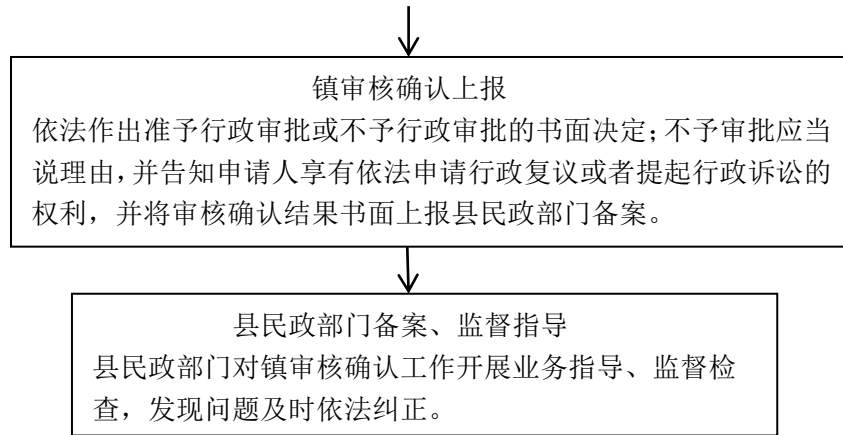 镇审核确认上报
依法作出准予行政审批或不予行政审批的书面决定;不予审批应当
说理由,并告知申请人享有依法申请行政复议或者提起行政诉讼的
权利，并将审核确认结果书面上报县民政部门备案。
县民政部门备案、监督指导
县民政部门对镇审核确认工作开展业务指导、监督检
查，发现问题及时依法纠正。